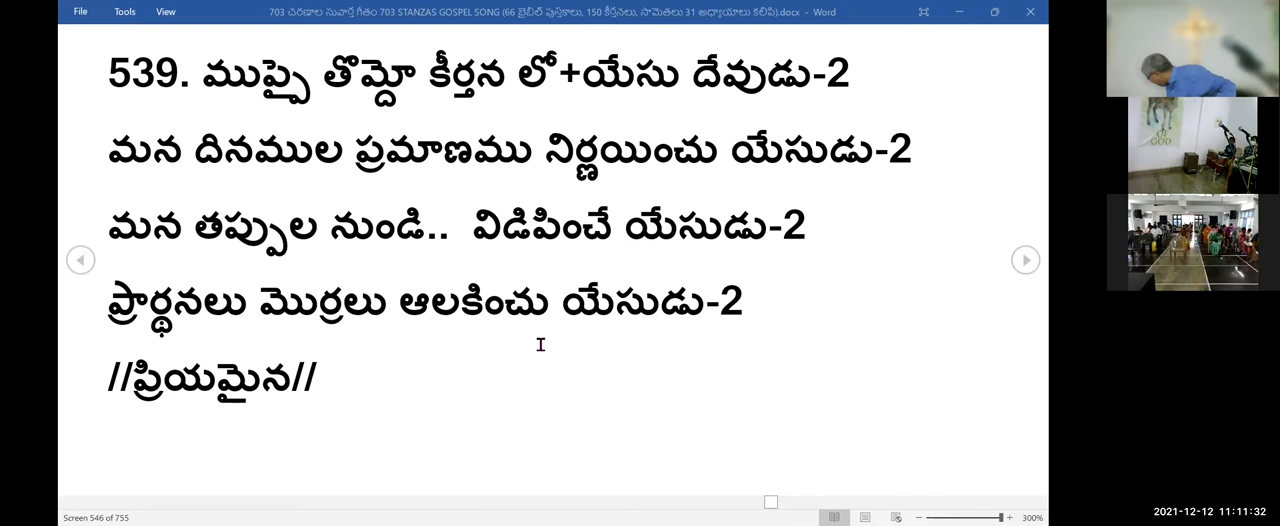 File Tools View 703 చరణాల సువార్త గీతం 703 STANZAS GOSPEL SONG (66 బైబిల్ పుస్తకాలు, 150 కీర్తనలు, సామెతలు 31 అధ్యాయాలు కలిపి).docx - Word
539. ముప్పై తొమ్దో కీర్తన లో+యేసు దేవుడు-2
మన దినముల ప్రమాణము నిర్ణయించు యేసుడు-2
మన తప్పుల నుండి.. విడిపించే యేసుడు-2
ప్రార్థనలు మొర్రలు ఆలకించు యేసుడు-2
//ప్రియమైన//
Screen 546 of 755
300%
OF
GOD
2021-12-12 11:11:32